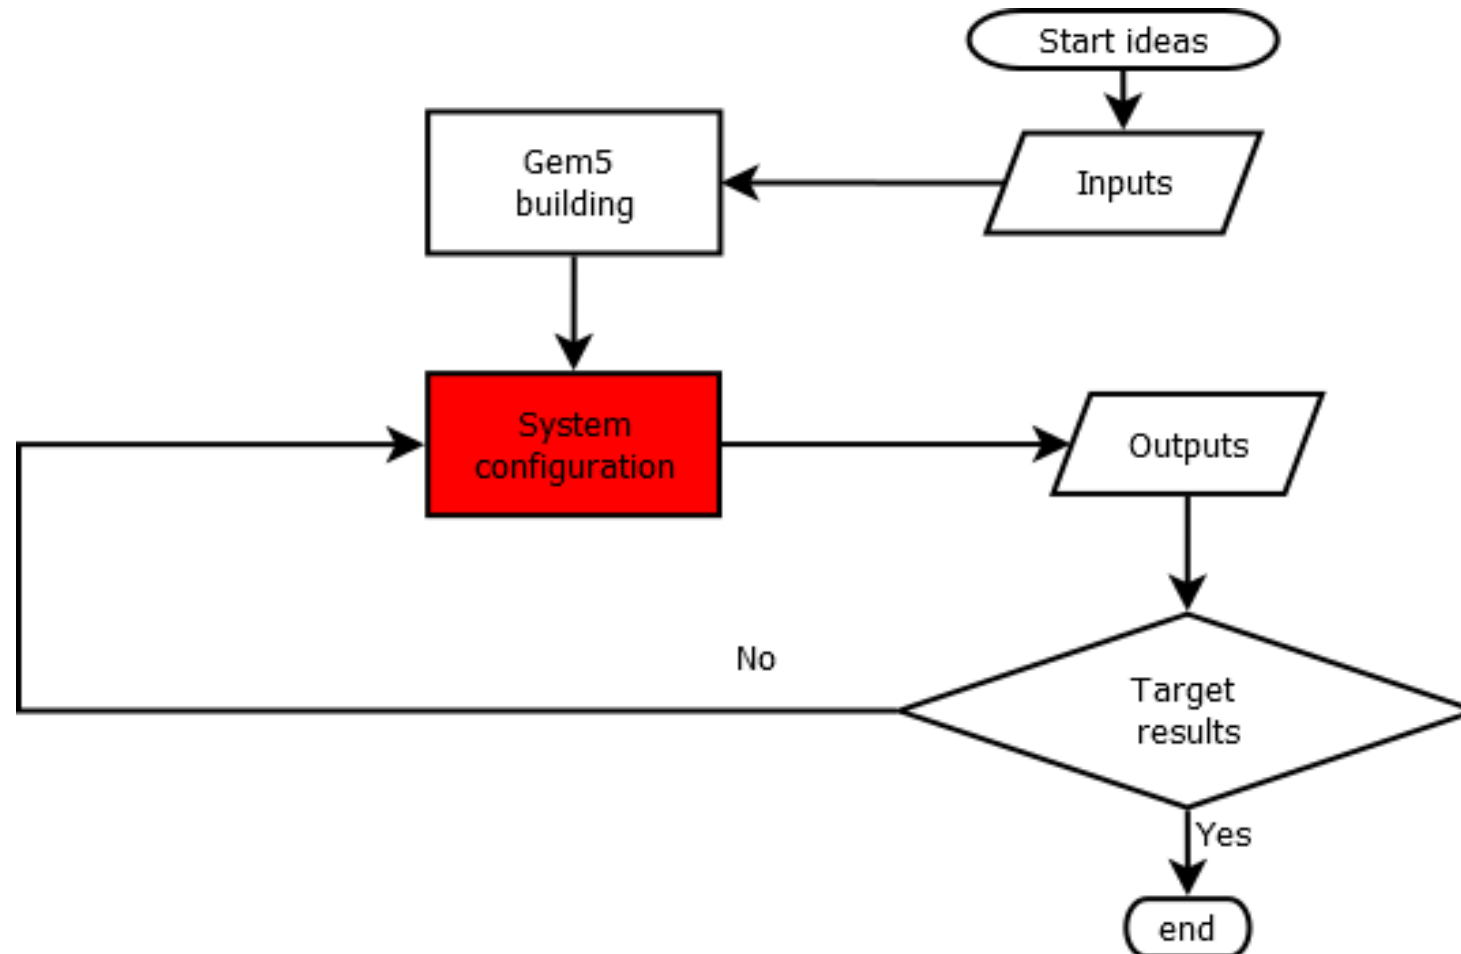 Start ideas
Inputs
Gem5
building
System
configuration
Outputs
Target
results
No
Yes
end